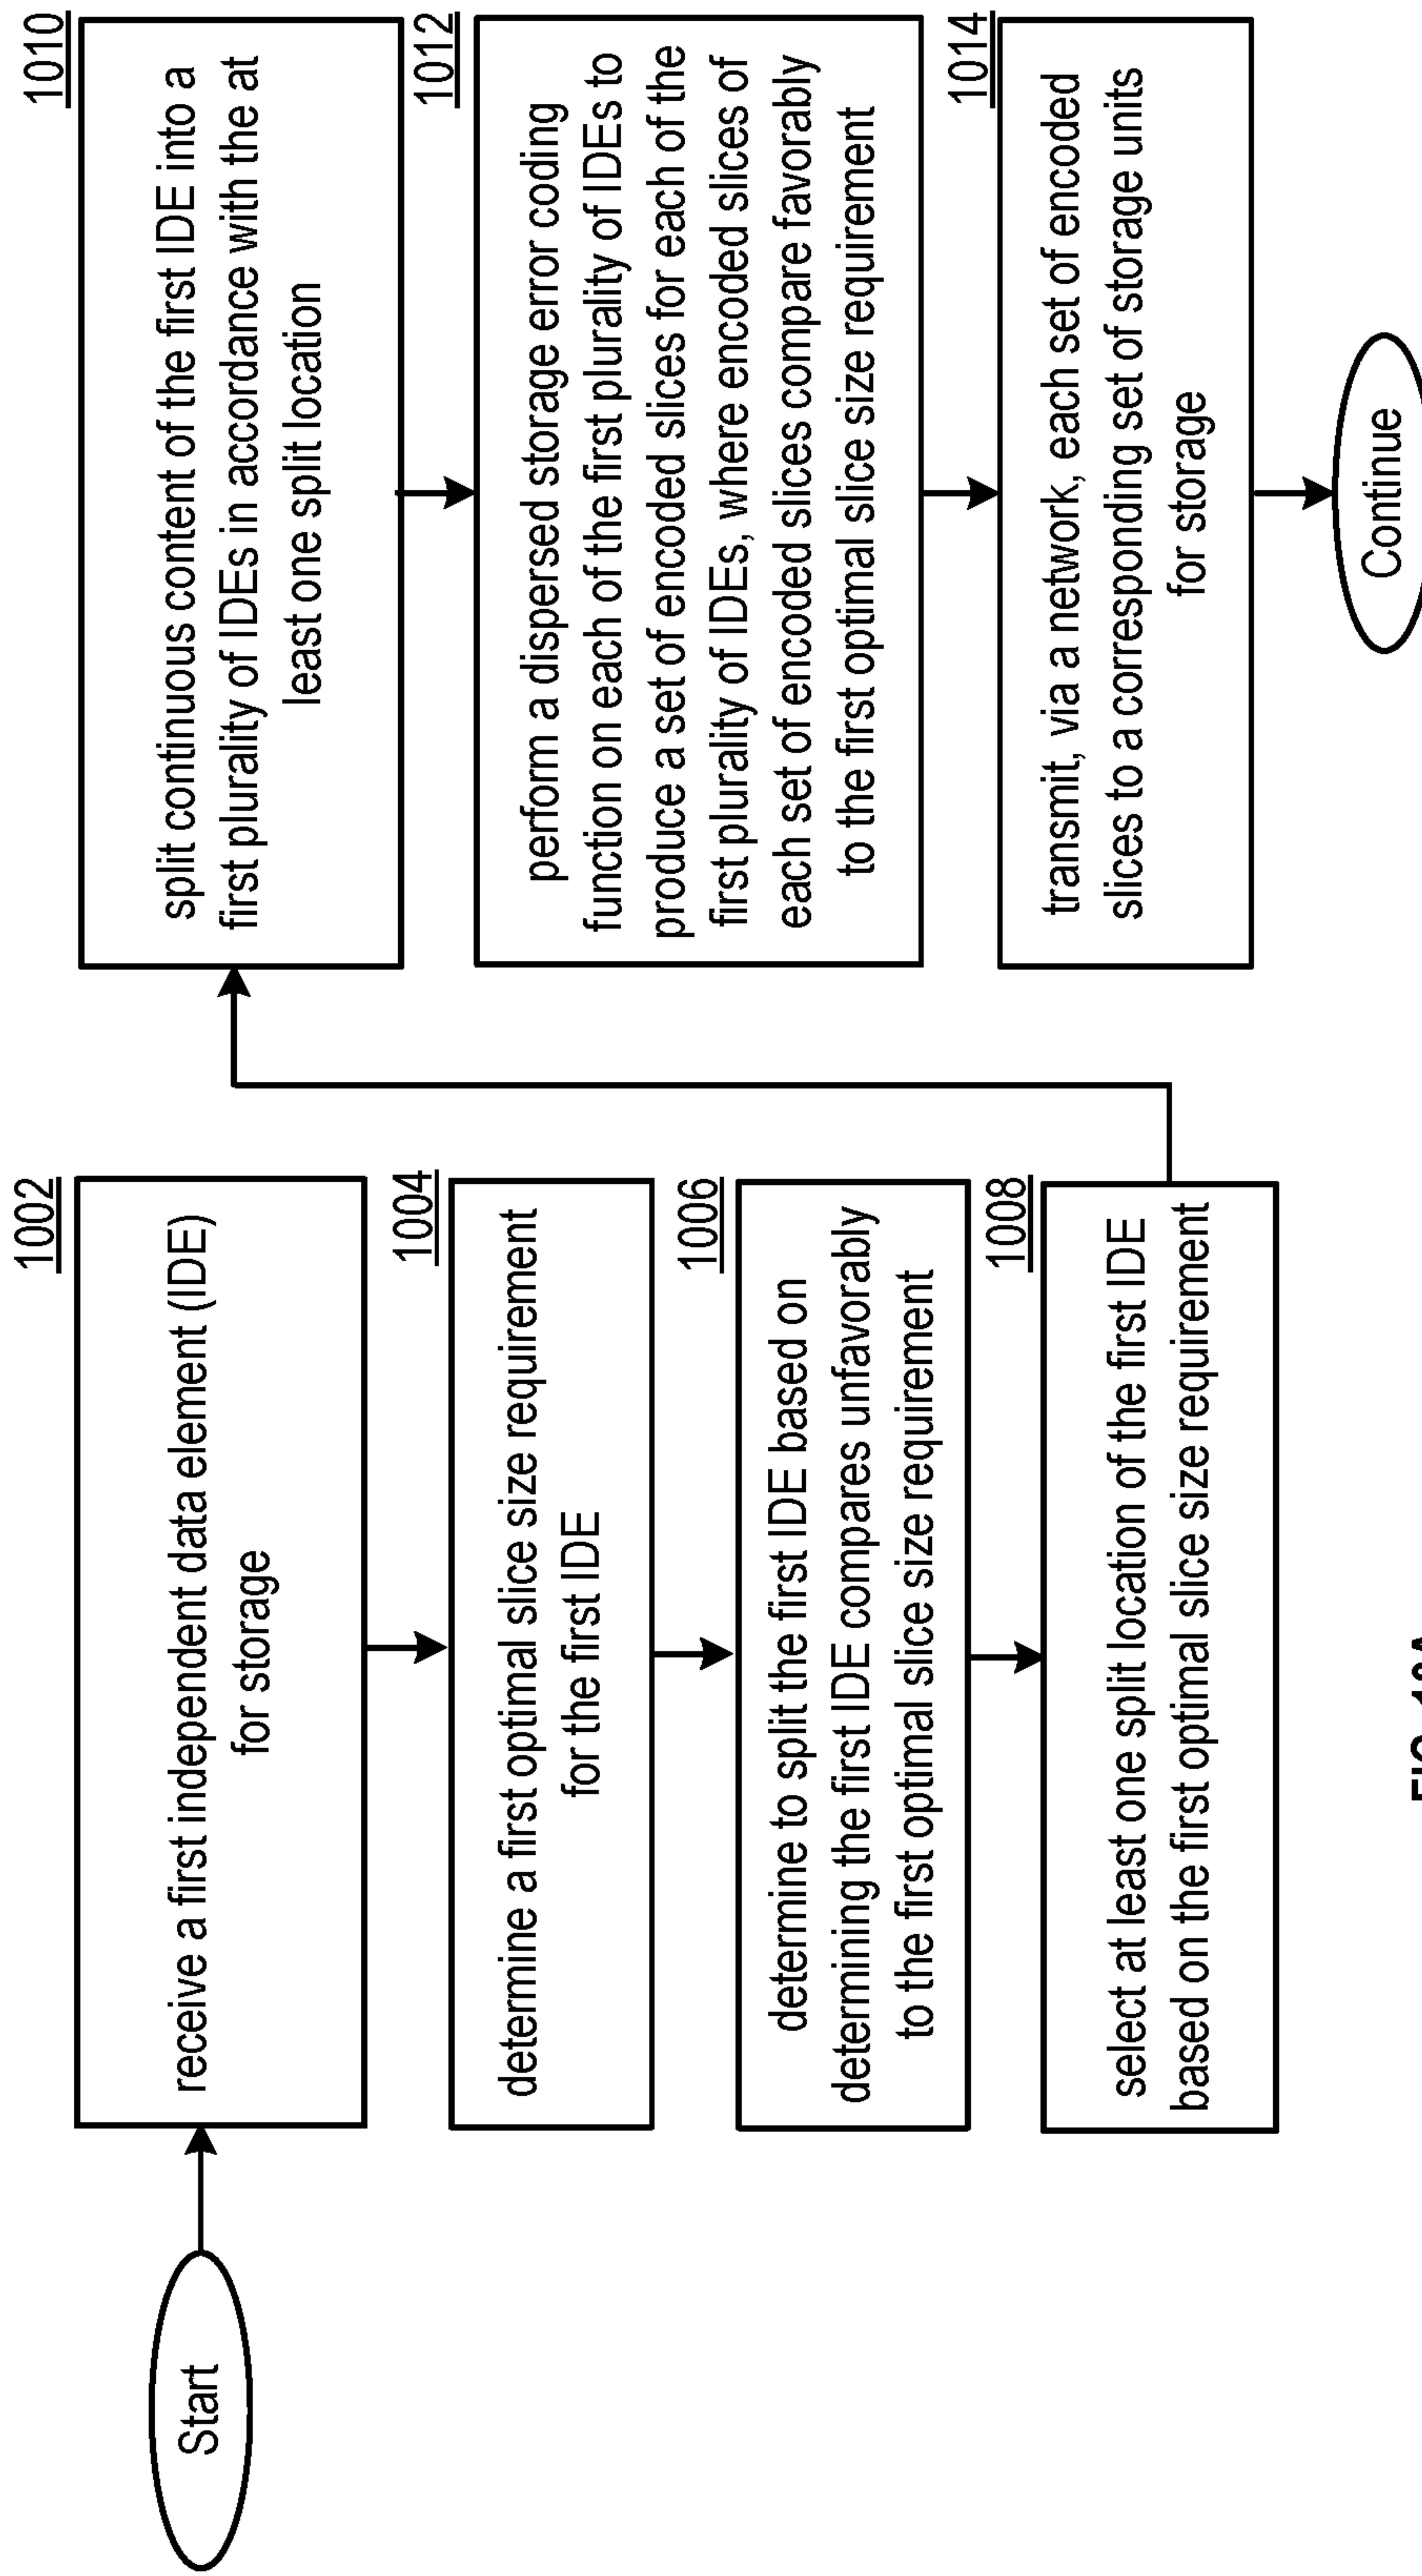 Start
1002
receive a first independent data element (IDE)
for storage
1004
determine a first optimal slice size requirement
for the first IDE
1006
determine to split the first IDE based on
determining the first IDE compares unfavorably
to the first optimal slice size requirement
1008
select at least one split location of the first IDE
based on the first optimal slice size requirement
1010
split continuous content of the first IDE into a
first plurality of IDEs in accordance with the at
least one split location
1012
perform a dispersed storage error coding
function on each of the first plurality of IDEs to
produce a set of encoded slices for each of the
first plurality of IDEs, where encoded slices of
each set of encoded slices compare favorably
to the first optimal slice size requirement
1014
transmit, via a network, each set of encoded
slices to a corresponding set of storage units
for storage
Continue
FIG. 10A